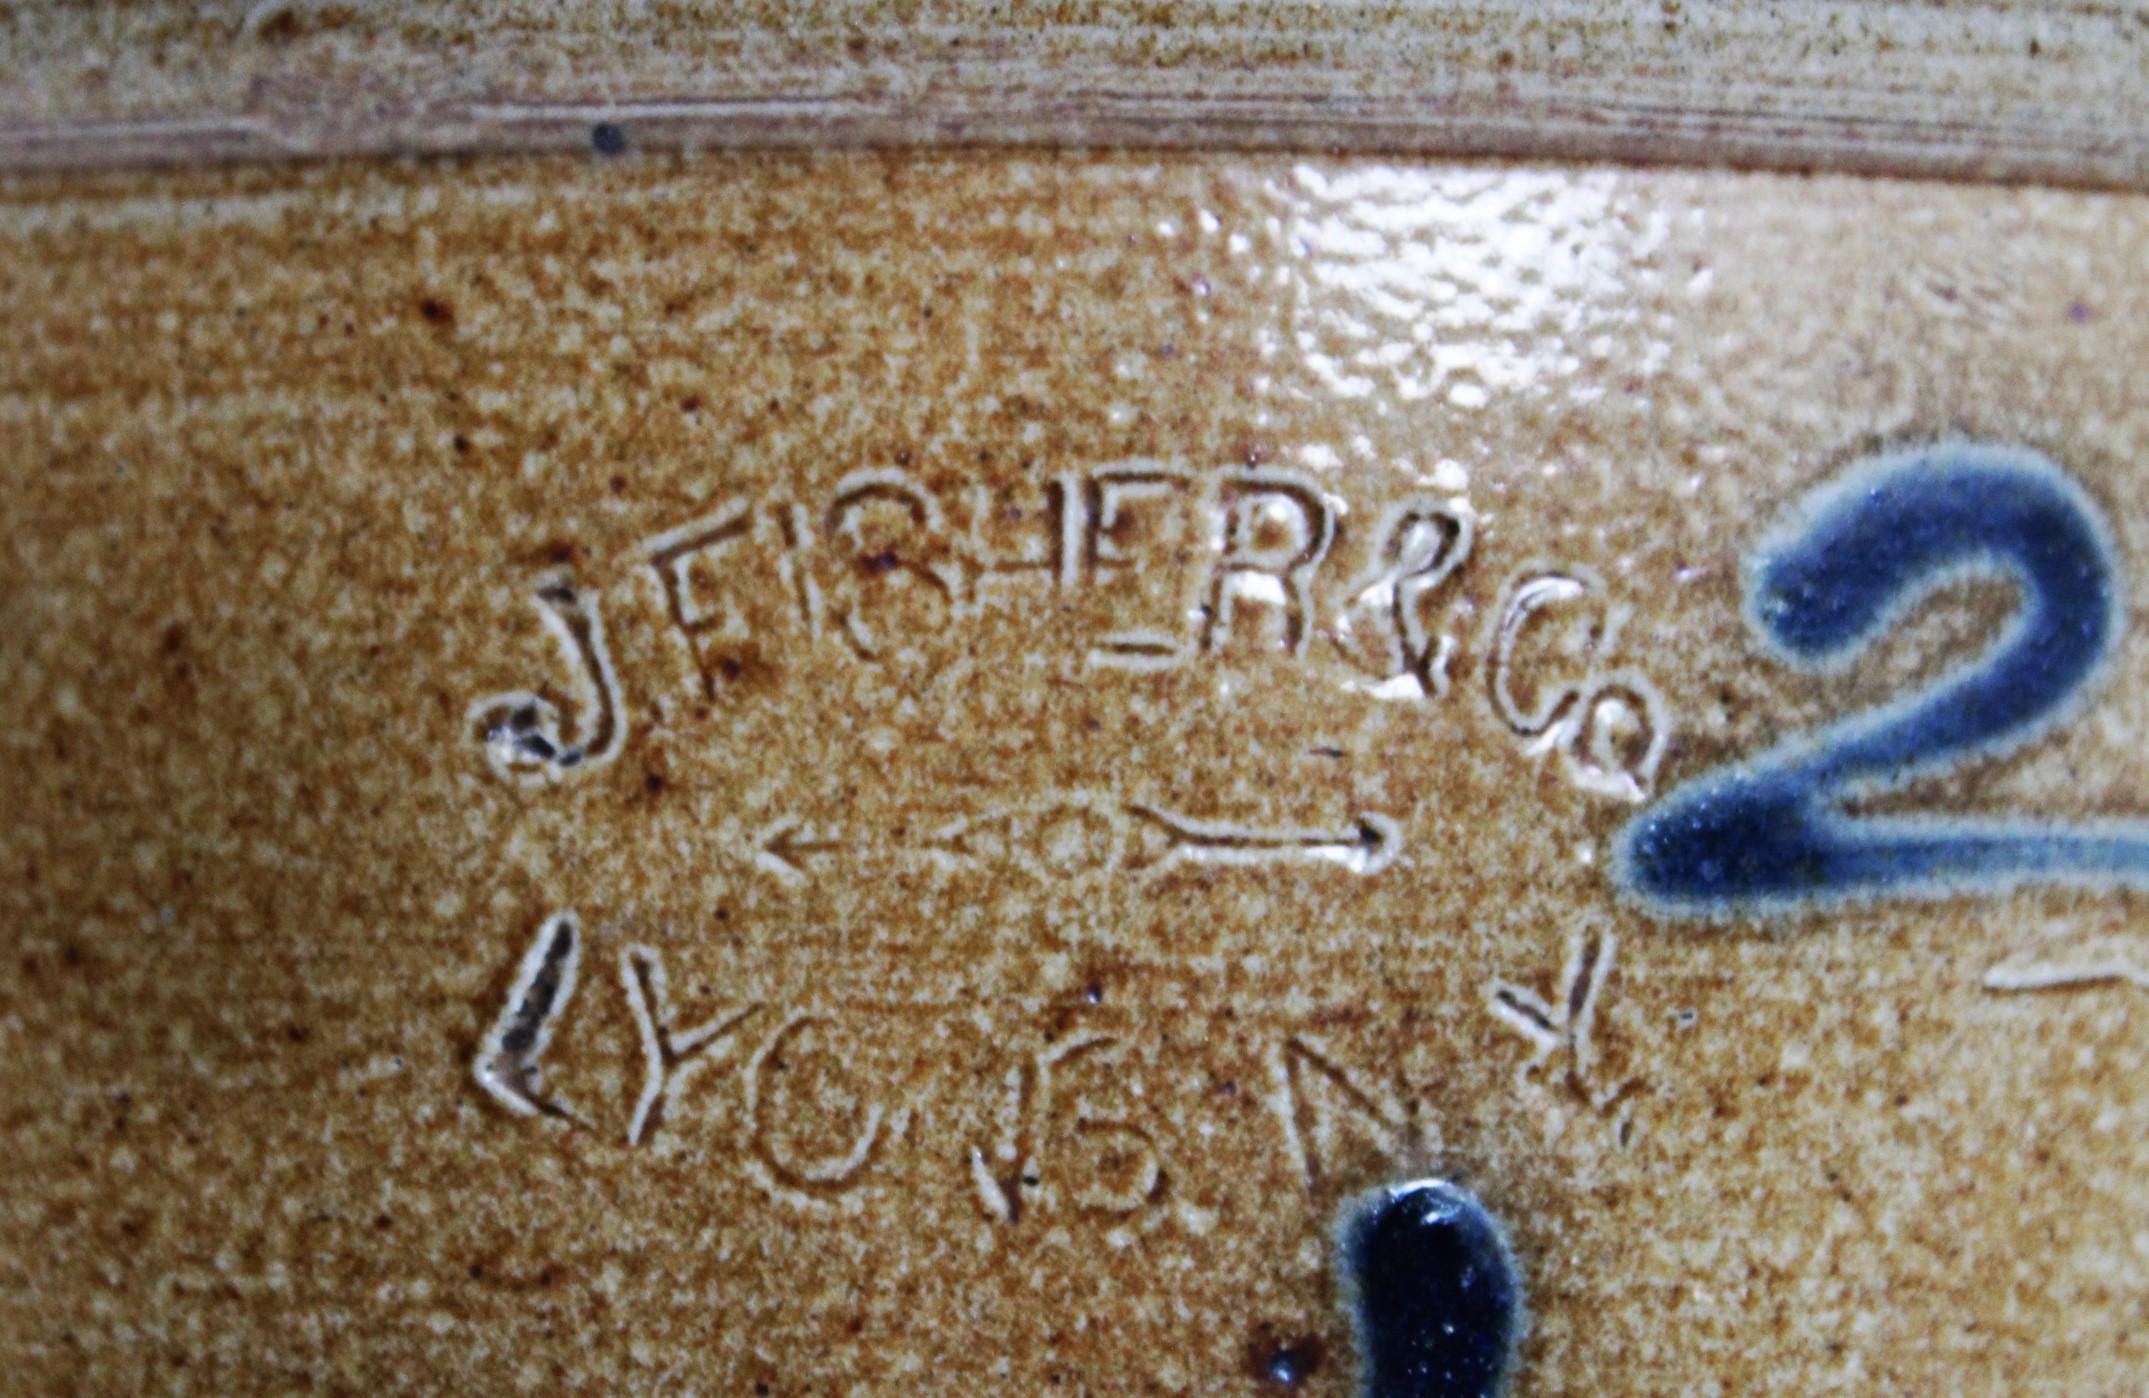 J FISHER & Co
2
LYONS N Y.